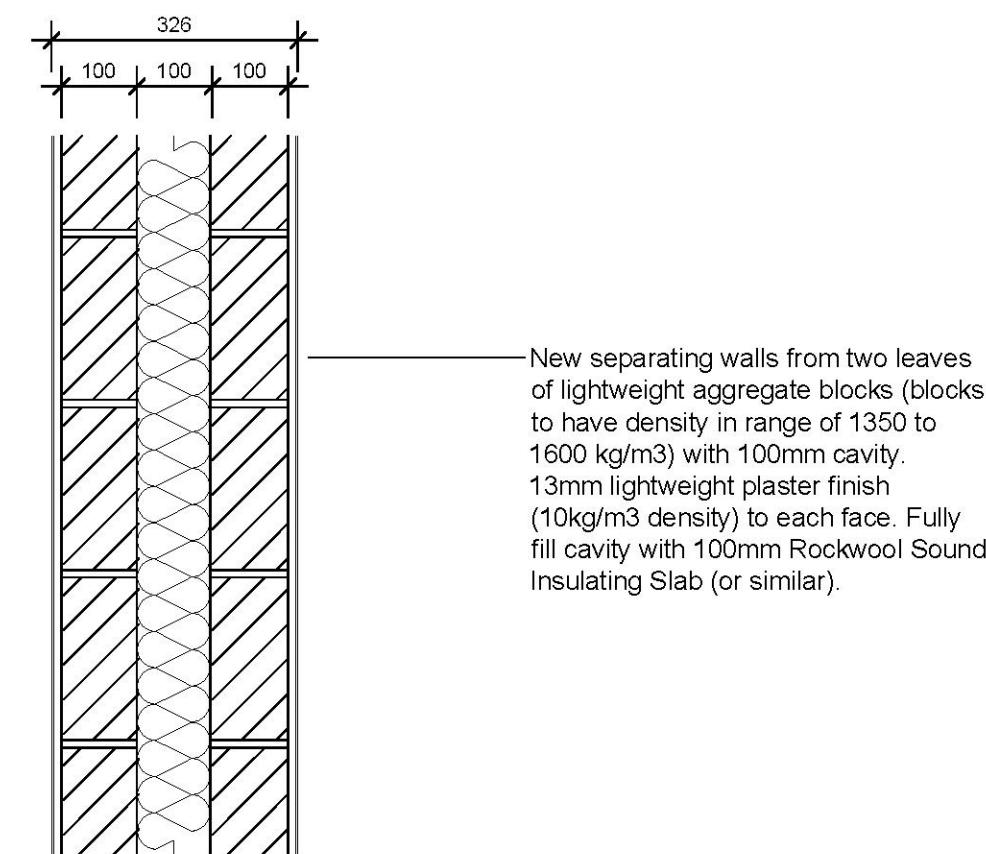 326
100 100 100
New separating walls from two leaves
of lightweight aggregate blocks (blocks
to have density in range of 1350 to
1600 kg/m3) with 100mm cavity.
13mm lightweight plaster finish
(10kg/m3 density) to each face. Fully
fill cavity with 100mm Rockwool Sound
Insulating Slab (or similar).